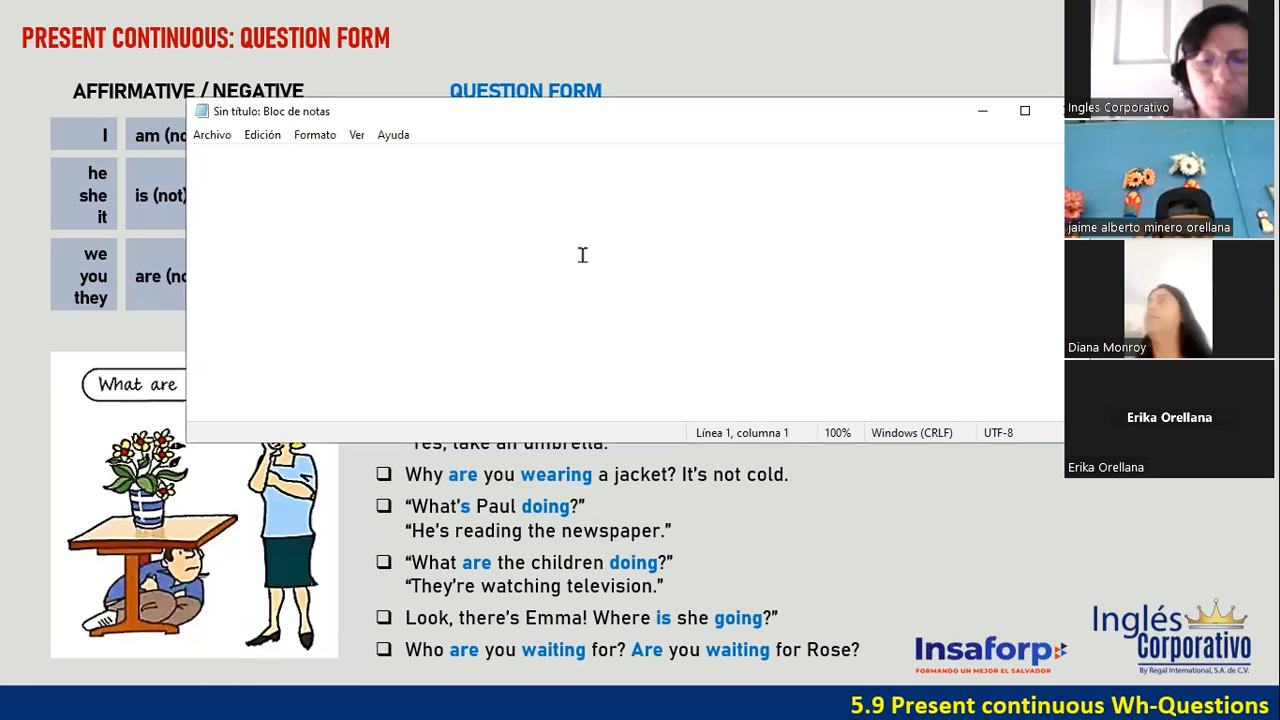 PRESENT CONTINUOUS: QUESTION FORM
AFFIRMATIVE / NEGATIVE
QUESTION FORM
I
am (no
he
she
it
is (not)
we
you
they
are (no
Sin título: Bloc de notas
Archivo Edición Formato Ver Ayuda
Línea 1, columna 1 100% Windows (CRLF) UTF-8
What are
"Yes, take an umbrella."
Why are you wearing a jacket? It's not cold.
“What's Paul doing?”
“He's reading the newspaper.”
“What are the children doing?”
“They're watching television.”
Look, there's Emma! Where is she going?”
Who are you waiting for? Are you waiting for Rose?
Insaforp
FORMANDO UN MEJOR EL SALVADOR
Inglés
Corporativo
By Regal International, S.A. de C.V.
5.9 Present continuous Wh-Questions
Ingles Corporativo
jaime alberto minero orellana
Diana Monroy
Erika Orellana
Erika Orellana